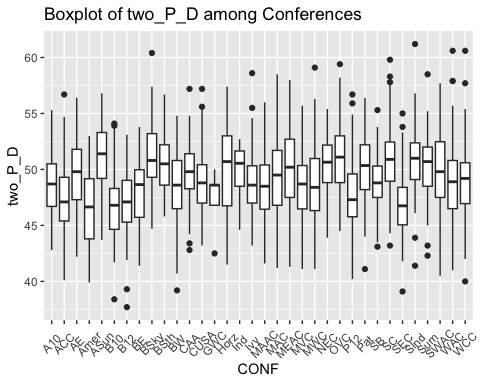 Boxplot of two_P_D among Conferences
two_P_D
60
55
50
45
40
A10
ACC
AE
Amer
ASun
B10
B12
BE
BSky
BSth
BW
CAA
CUSA
GWC
Horz
Ind
Ivy
MAAC
MAC
MEAC
MVC
MWC
NEC
OVC
P12
Pat
SB
SC
SEC
Slnd
Sum
SWAC
WAC
WCC
CONF